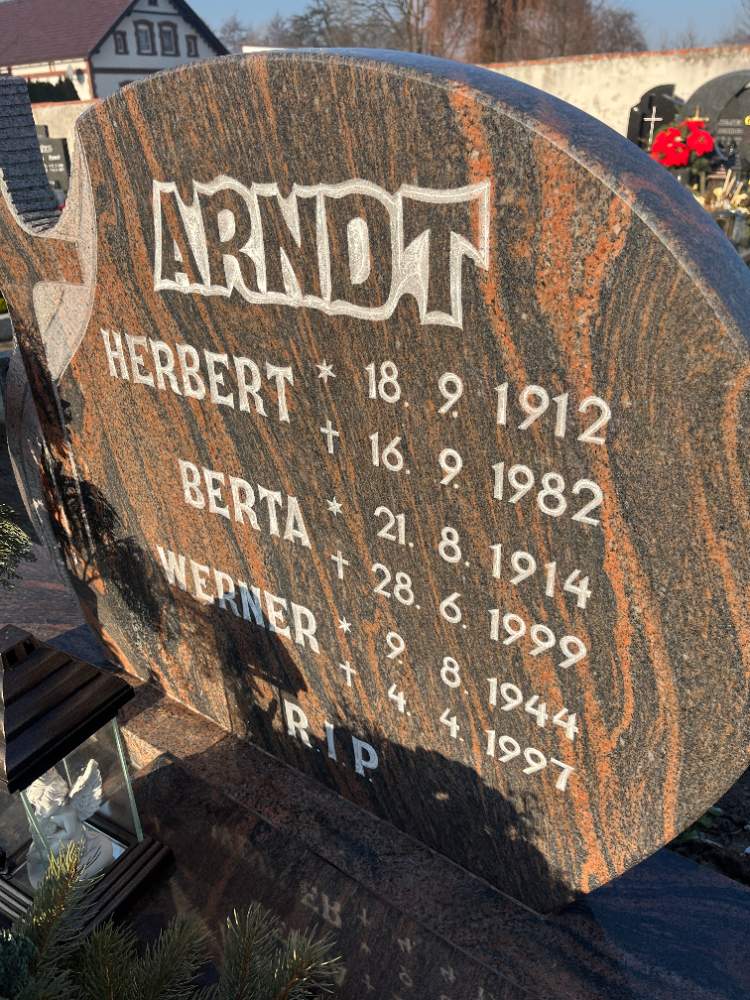 ARNDT
HERBERT * 18. 9. 1912
† 16. 9. 1982
BERTA * 21. 8. 1914
† 28. 6. 1999
WERNER * 9. 8. 1944
† 4. 4. 1997
R. I. P.